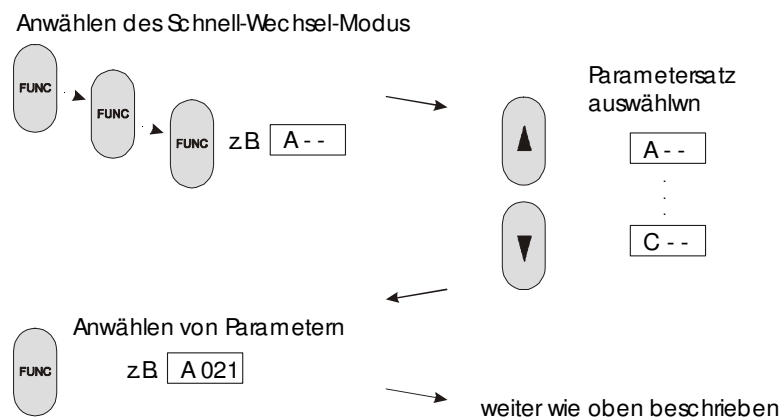 Anwählen des Schnell-Wechsel-Modus
FUNC
FUNC
FUNC
z.B. A - -
Parametersatz
auswählwn
A - -
C - -
Anwählen von Parametern
FUNC
z.B. A 021
weiter wie oben beschrieben